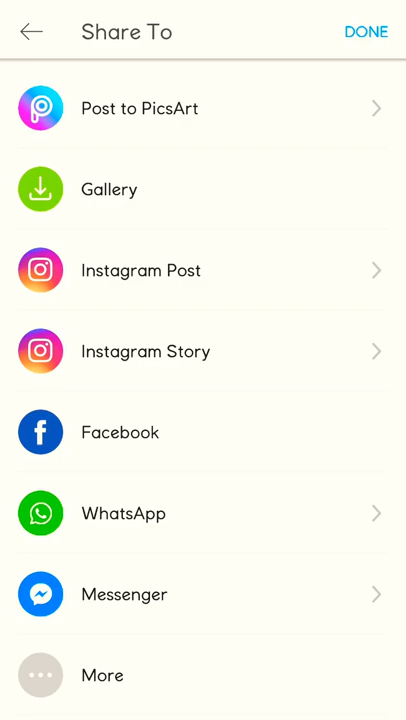 Share To
DONE
Post to PicsArt
Gallery
Instagram Post
Instagram Story
Facebook
WhatsApp
Messenger
More